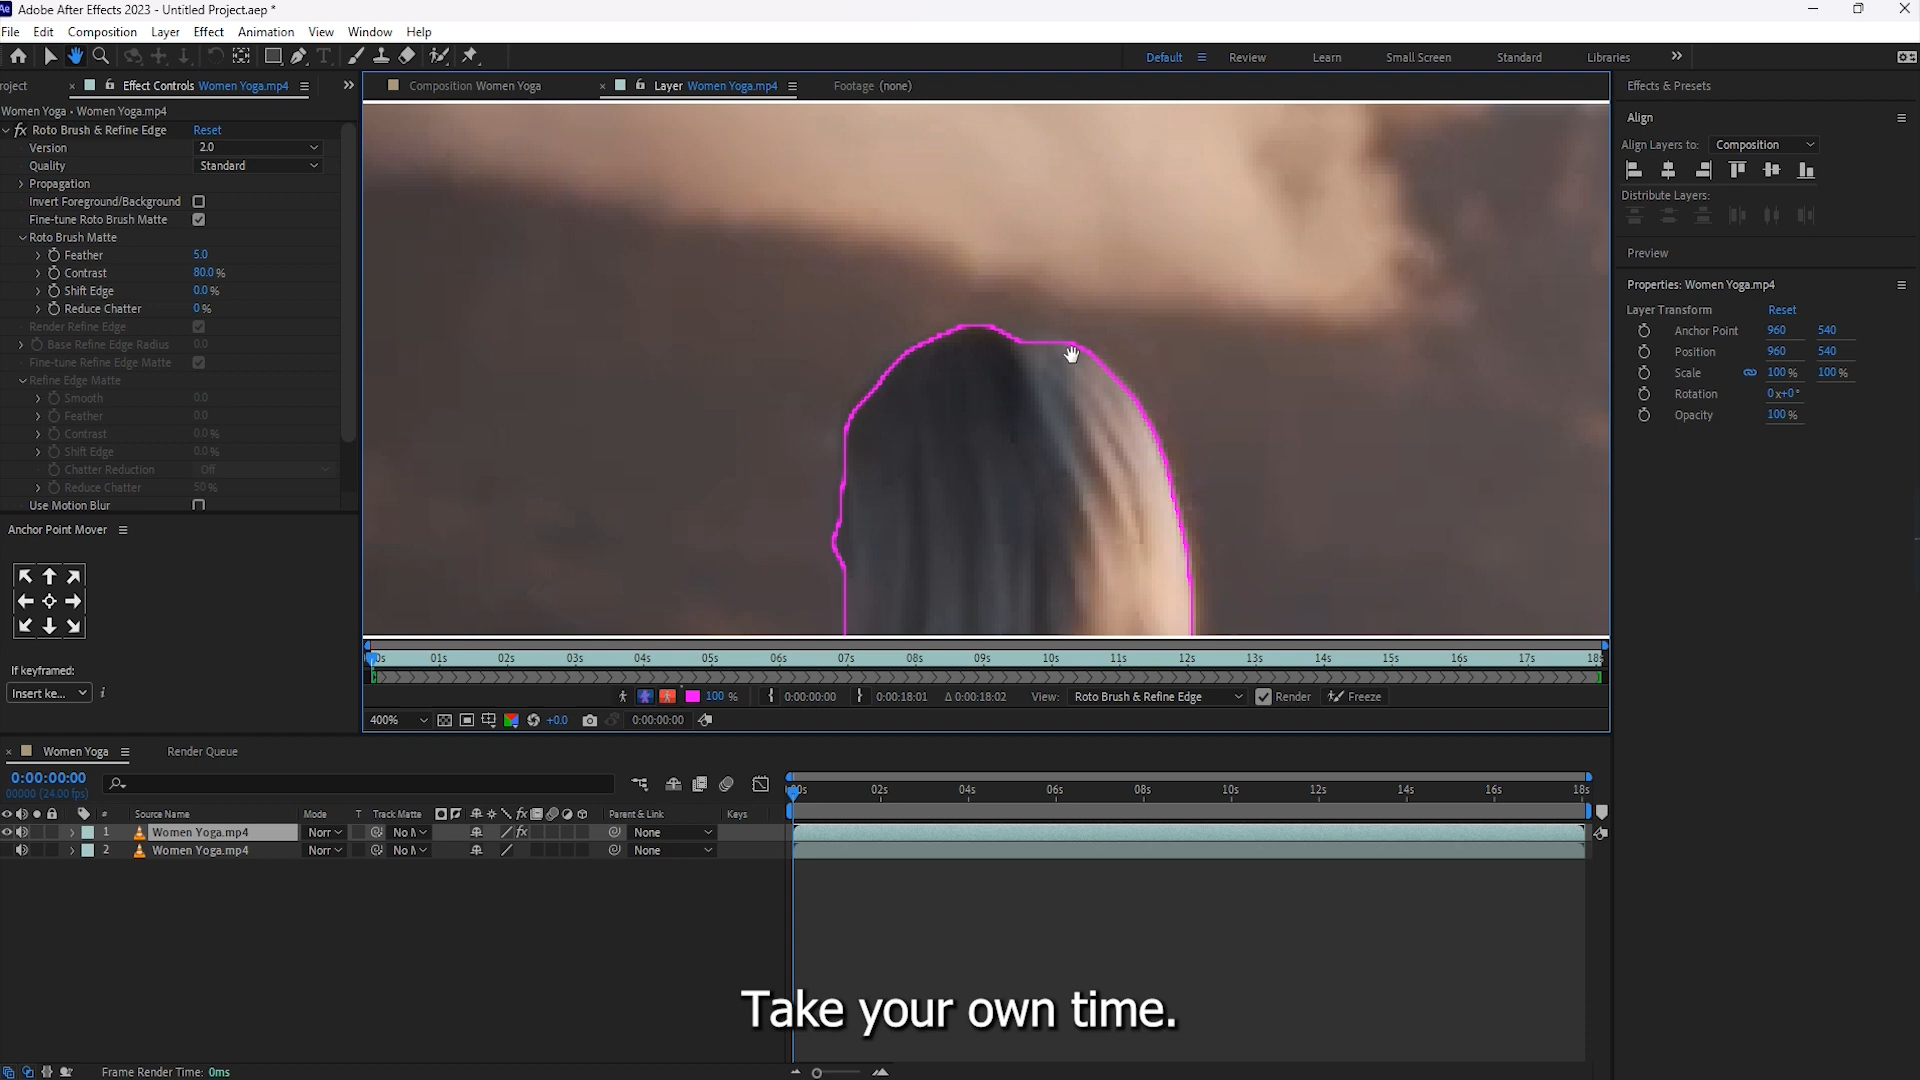 Adobe After Effects 2023 - Untitled Project.aep *
File Edit Composition Layer Effect Animation View Window Help
Default Review Learn Small Screen Standard Libraries
roject Effect Controls Women Yoga.mp4
Composition Women Yoga Layer Women Yoga.mp4 Footage (none)
Effects & Presets
Women Yoga • Women Yoga.mp4
fx Roto Brush & Refine Edge Reset
Version 2.0
Quality Standard
Propagation
Invert Foreground/Background
Fine-tune Roto Brush Matte
Roto Brush Matte
Feather 5.0
Contrast 80.0 %
Shift Edge 0.0 %
Reduce Chatter 0 %
Render Refine Edge
Base Refine Edge Radius 0.0
Fine-tune Refine Edge Matte
Refine Edge Matte
Smooth 0.0
Feather 0.0
Contrast 0.0 %
Shift Edge 0.0 %
Chatter Reduction Off
Reduce Chatter 50 %
Use Motion Blur
Anchor Point Mover
If keyframed:
Insert ke... i
Align
Align Layers to: Composition
Distribute Layers:
Preview
Properties: Women Yoga.mp4
Layer Transform Reset
Anchor Point 960 540
Position 960 540
Scale 100 % 100 %
Rotation 0x+0°
Opacity 100 %
0s 01s 02s 03s 04s 05s 06s 07s 08s 09s 10s 11s 12s 13s 14s 15s 16s 17s 18s
100 % 0:00:00:00 0:00:18:01 Δ 0:00:18:02 View: Roto Brush & Refine Edge Render Freeze
400% +0.0 0:00:00:00
Women Yoga Render Queue
0:00:00:00
00000 (24.00 fps)
00s 02s 04s 06s 08s 10s 12s 14s 16s 18s
# Source Name Mode T Track Matte fx Parent & Link Keys
1 Women Yoga.mp4 Norr No M fx None
2 Women Yoga.mp4 Norr No M None
Take your own time.
Frame Render Time: 0ms